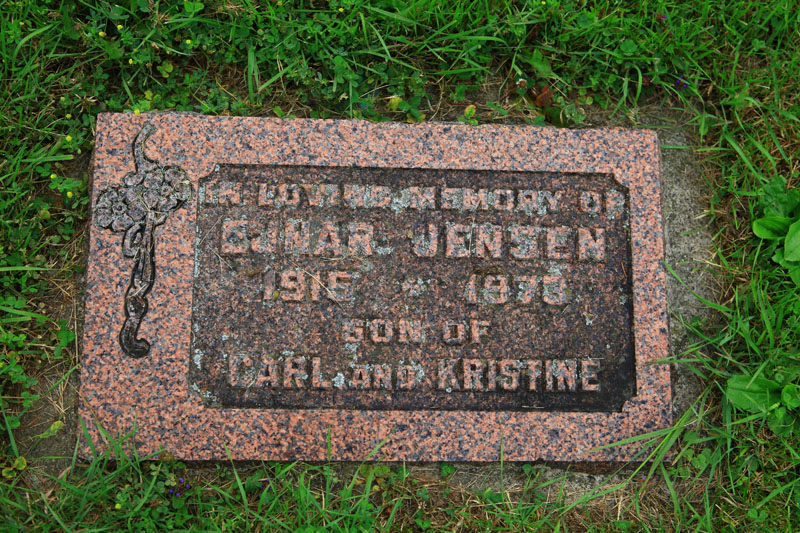 IN LOVING MEMORY OF
EJNAR JENSEN
1915 - 1975
SON OF
CARL AND KRISTINE